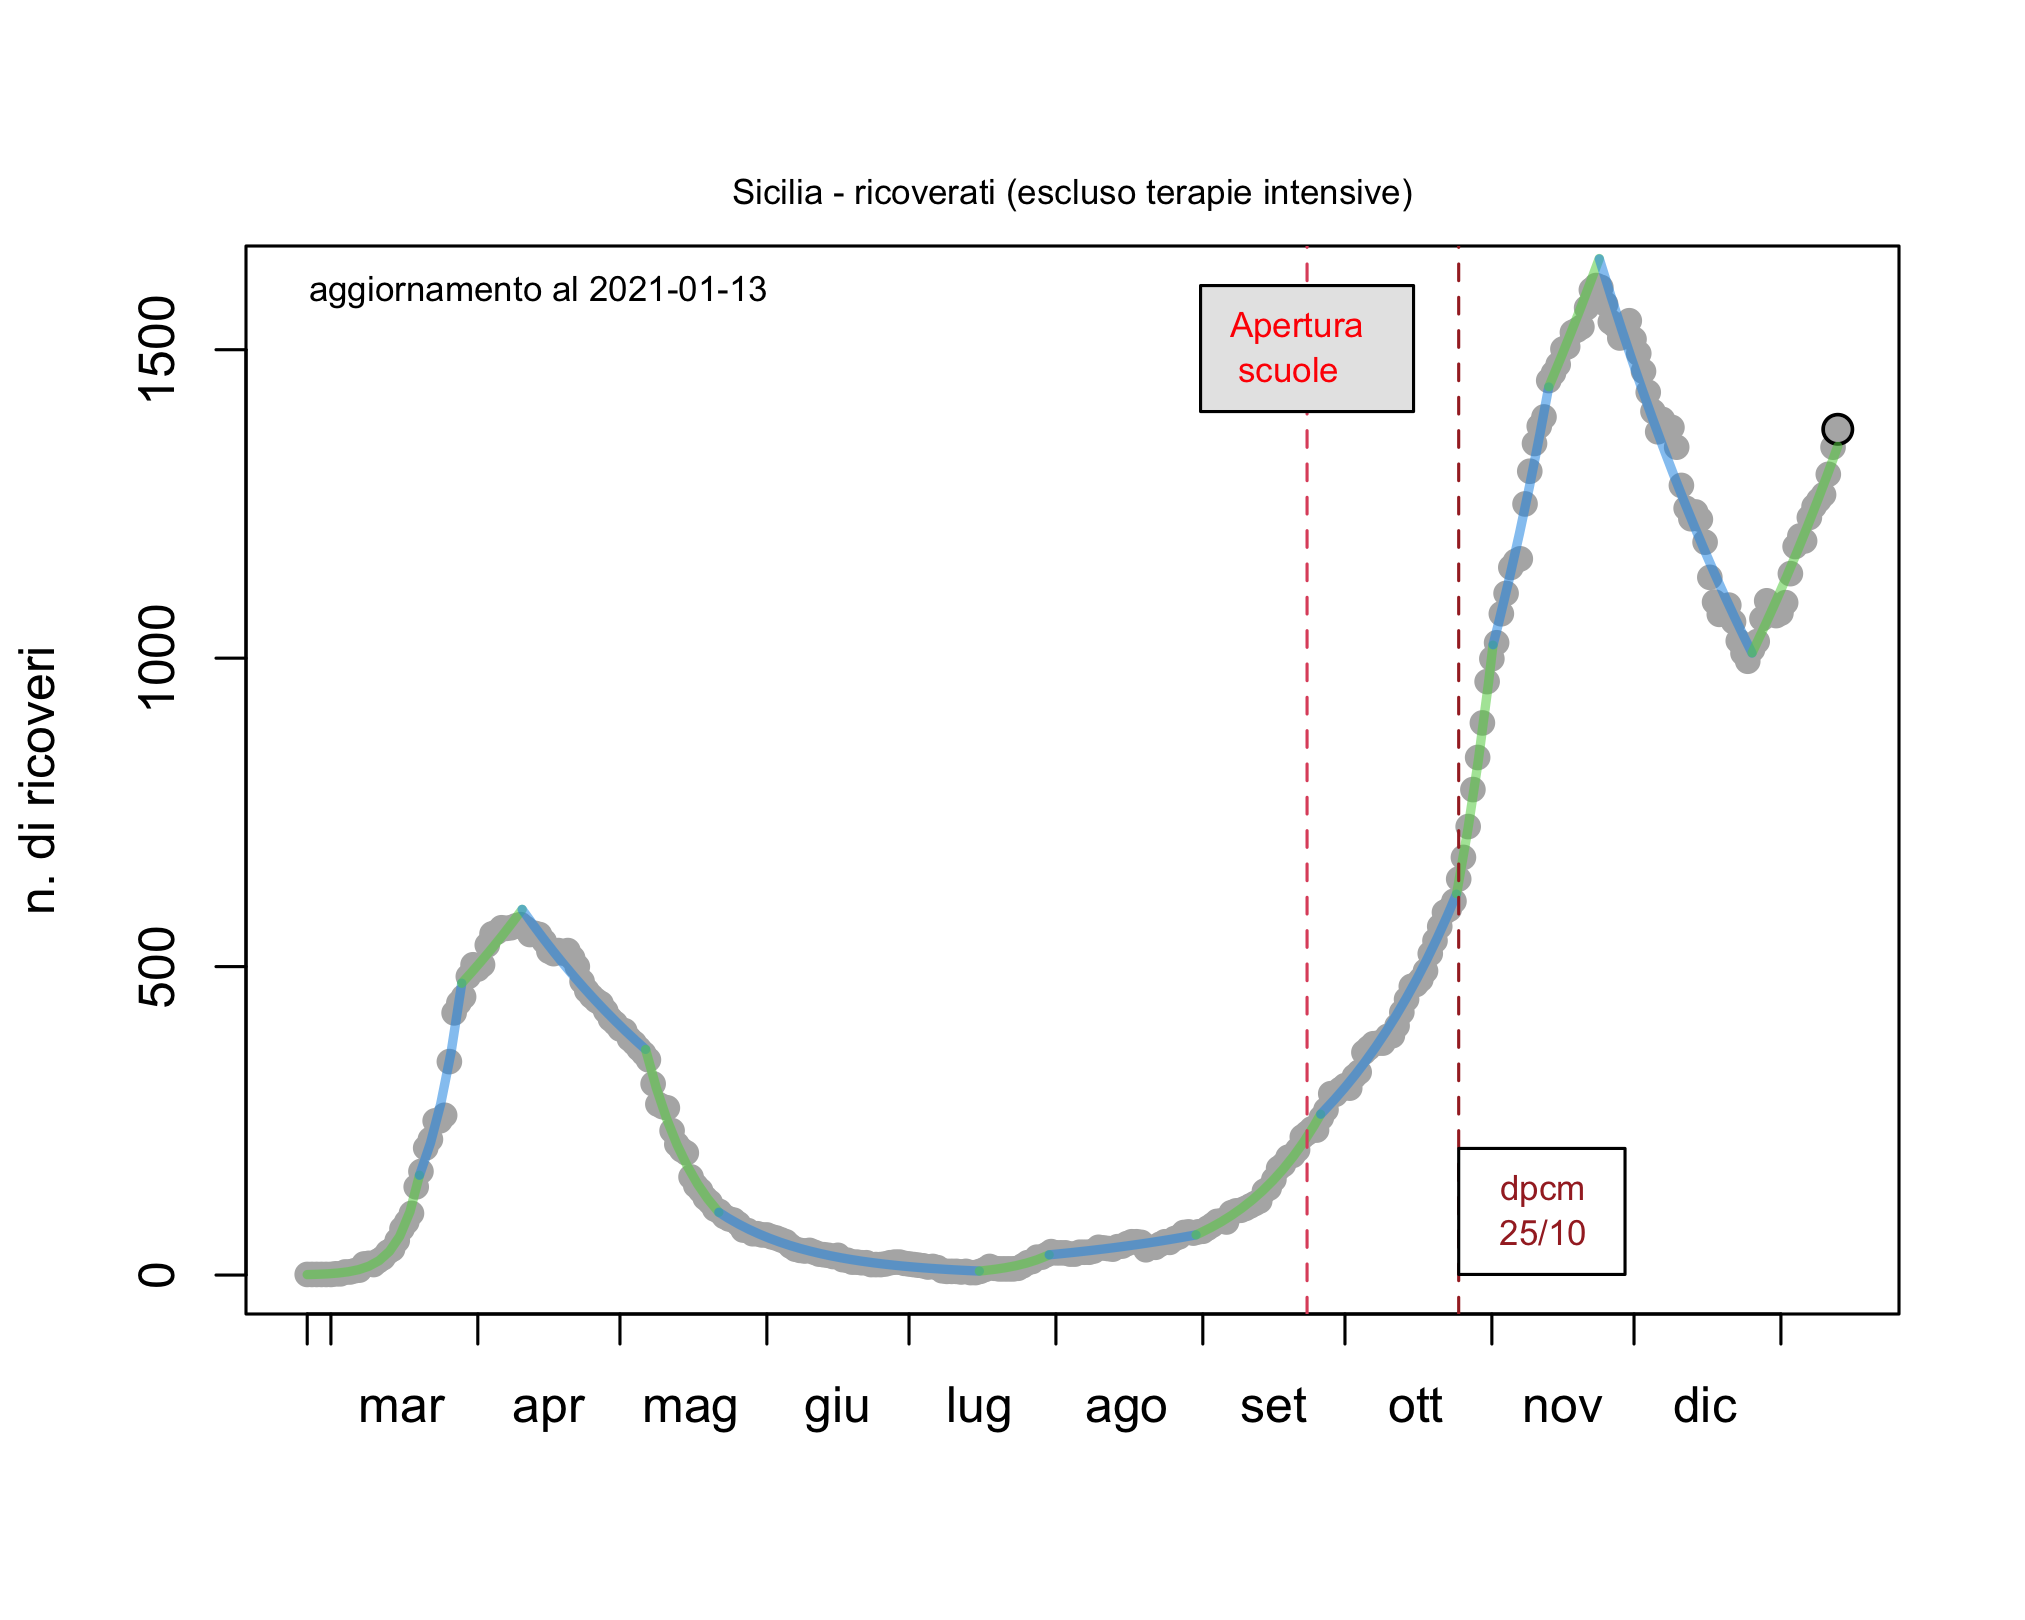 Sicilia - ricoverati (escluso terapie intensive)
aggiornamento al 2021-01-13
Apertura
scuole
dpcm
25/10
n. di ricoveri
1500
1000
500
0
mar apr mag giu lug ago set ott nov dic